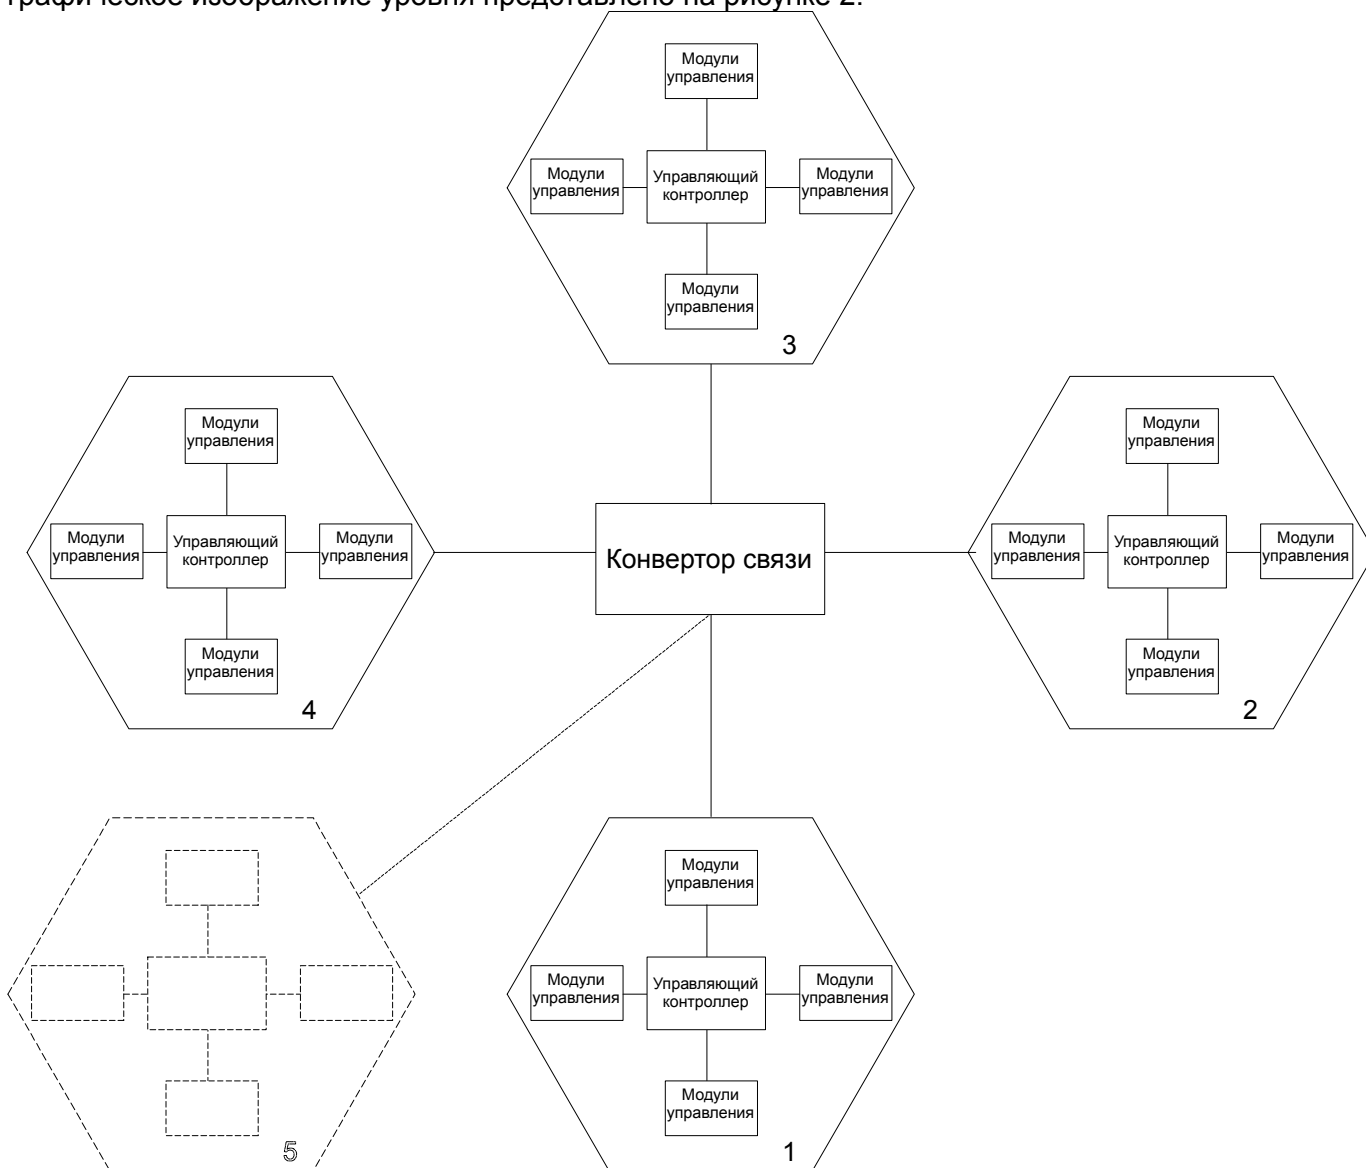 графическое изображение уровня представлено на рисунке 2.
Модули
управления
Модули
управления
Управляющий
контроллер
Модули
управления
Модули
управления
3
Модули
управления
Модули
управления
Управляющий
контроллер
Модули
управления
Модули
управления
4
Конвертор связи
Модули
управления
Модули
управления
Управляющий
контроллер
Модули
управления
Модули
управления
2
5
Модули
управления
Модули
управления
Управляющий
контроллер
Модули
управления
Модули
управления
1